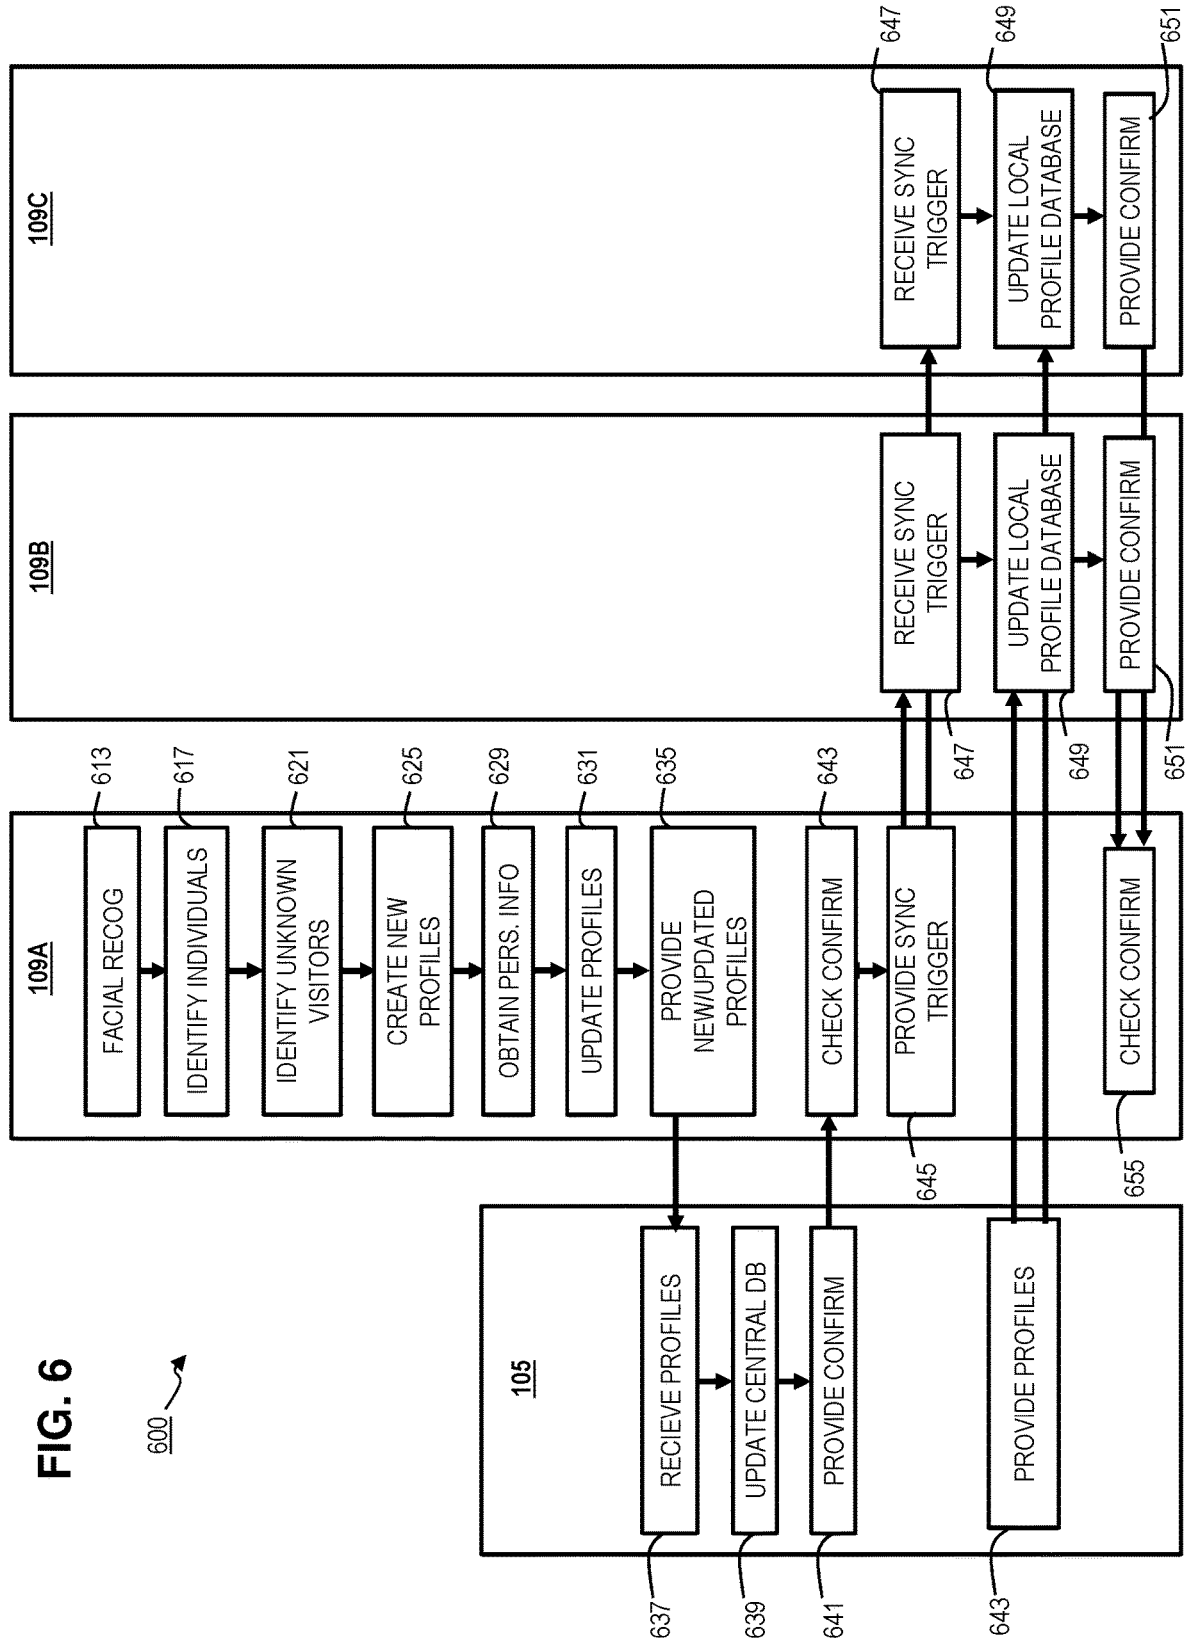 FIG. 6
600
105
637
RECIEVE PROFILES
639
UPDATE CENTRAL DB
641
PROVIDE CONFIRM
643
PROVIDE PROFILES
109A
613
FACIAL RECOG
617
IDENTIFY INDIVIDUALS
621
IDENTIFY UNKNOWN
VISITORS
625
CREATE NEW
PROFILES
629
OBTAIN PERS. INFO
631
UPDATE PROFILES
635
PROVIDE
NEW/UPDATED
PROFILES
643
CHECK CONFIRM
645
PROVIDE SYNC
TRIGGER
655
CHECK CONFIRM
109B
647
RECEIVE SYNC
TRIGGER
649
UPDATE LOCAL
PROFILE DATABASE
651
PROVIDE CONFIRM
109C
647
RECEIVE SYNC
TRIGGER
649
UPDATE LOCAL
PROFILE DATABASE
651
PROVIDE CONFIRM